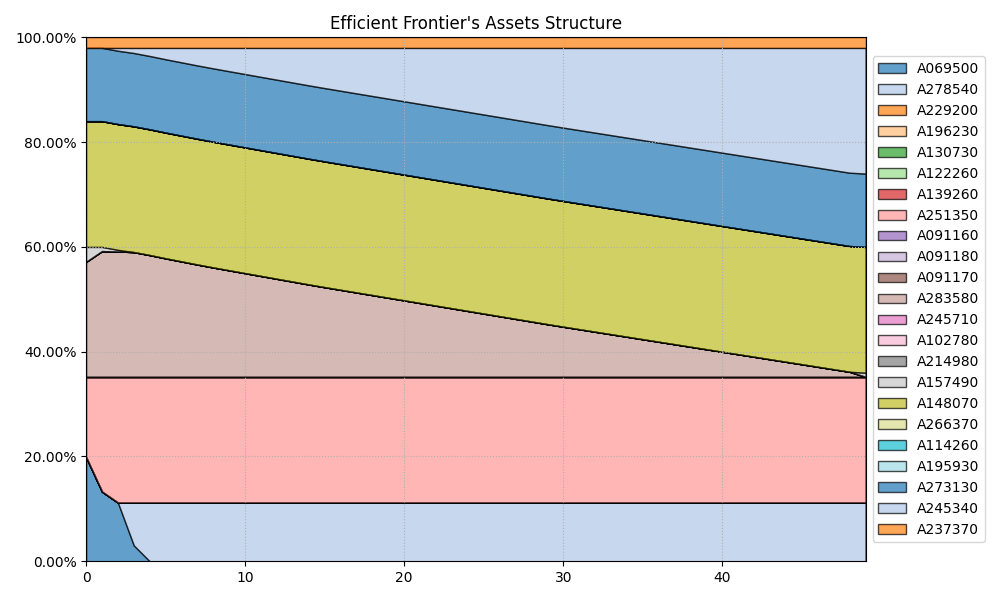 Efficient Frontier's Assets Structure
100.00%
80.00%
60.00%
40.00%
20.00%
0.00%
0
10
20
30
40
A069500
A278540
A229200
A196230
A130730
A122260
A139260
A251350
A091160
A091180
A091170
A283580
A245710
A102780
A214980
A157490
A148070
A266370
A114260
A195930
A273130
A245340
A237370